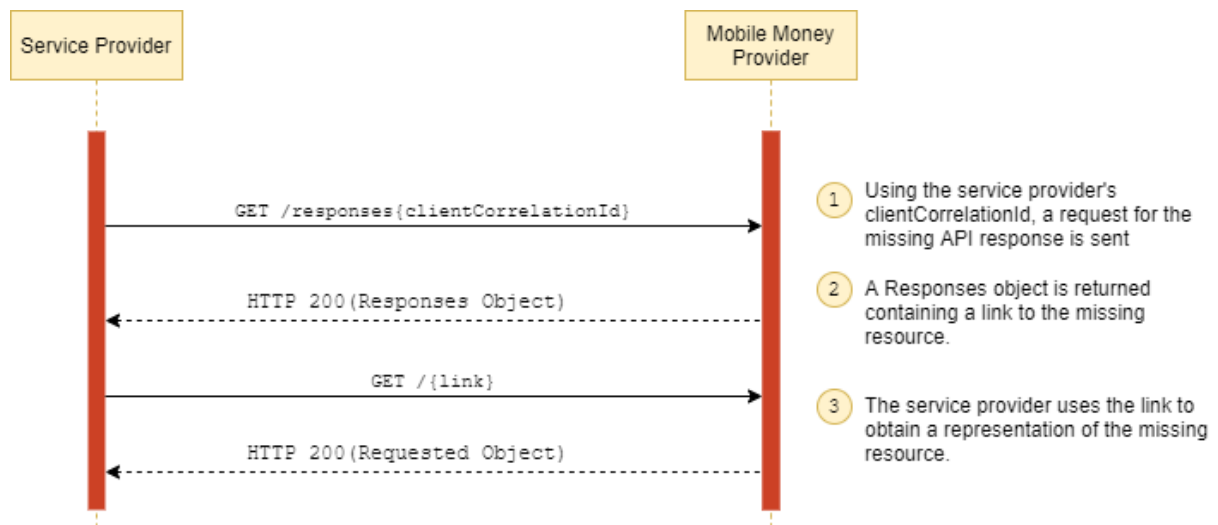 Service Provider
Mobile Money
Provider
GET /responses{clientCorrelationId}
1
Using the service provider's
clientCorrelationId, a request for the
missing API response is sent
HTTP 200(Responses Object)
2
A Responses object is returned
containing a link to the missing
resource.
GET /{link}
3
The service provider uses the link to
obtain a representation of the missing
resource.
HTTP 200(Requested Object)